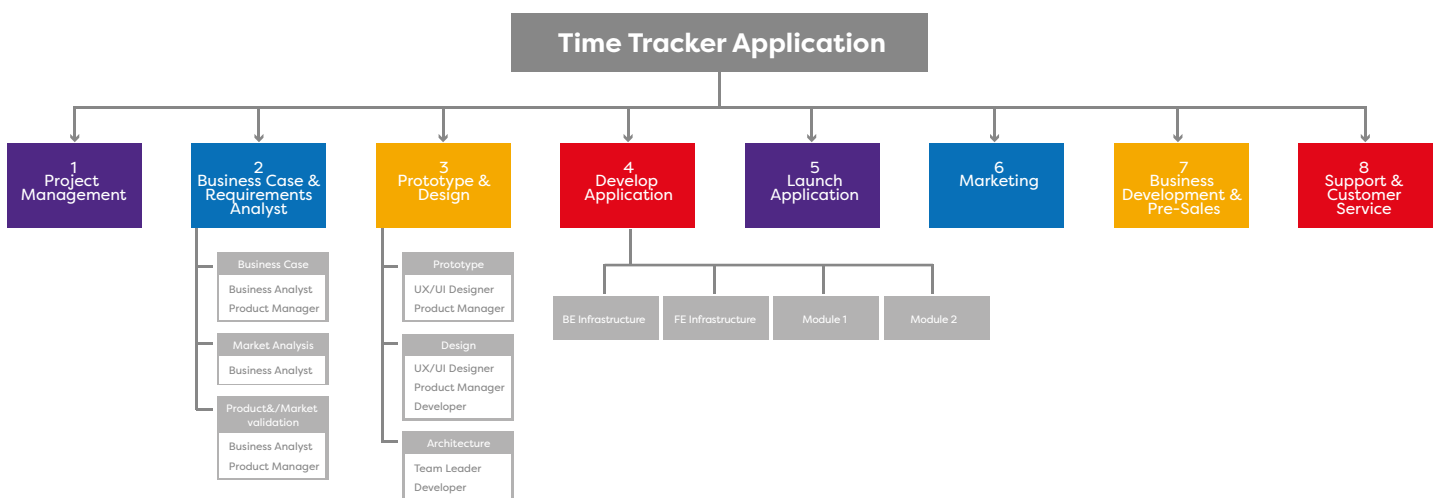 Time Tracker Application
1
Project
Management
2
Business Case &
Requirements
Analyst
3
Prototype &
Design
4
Develop
Application
5
Launch
Application
6
Marketing
7
Business
Development &
Pre-Sales
8
Support &
Customer
Service
Business Case
Business Analyst
Product Manager
Market Analysis
Business Analyst
Product&/Market
validation
Business Analyst
Product Manager
Prototype
UX/UI Designer
Product Manager
Design
UX/UI Designer
Product Manager
Developer
Architecture
Team Leader
Developer
BE Infrastructure
FE Infrastructure
Module 1
Module 2